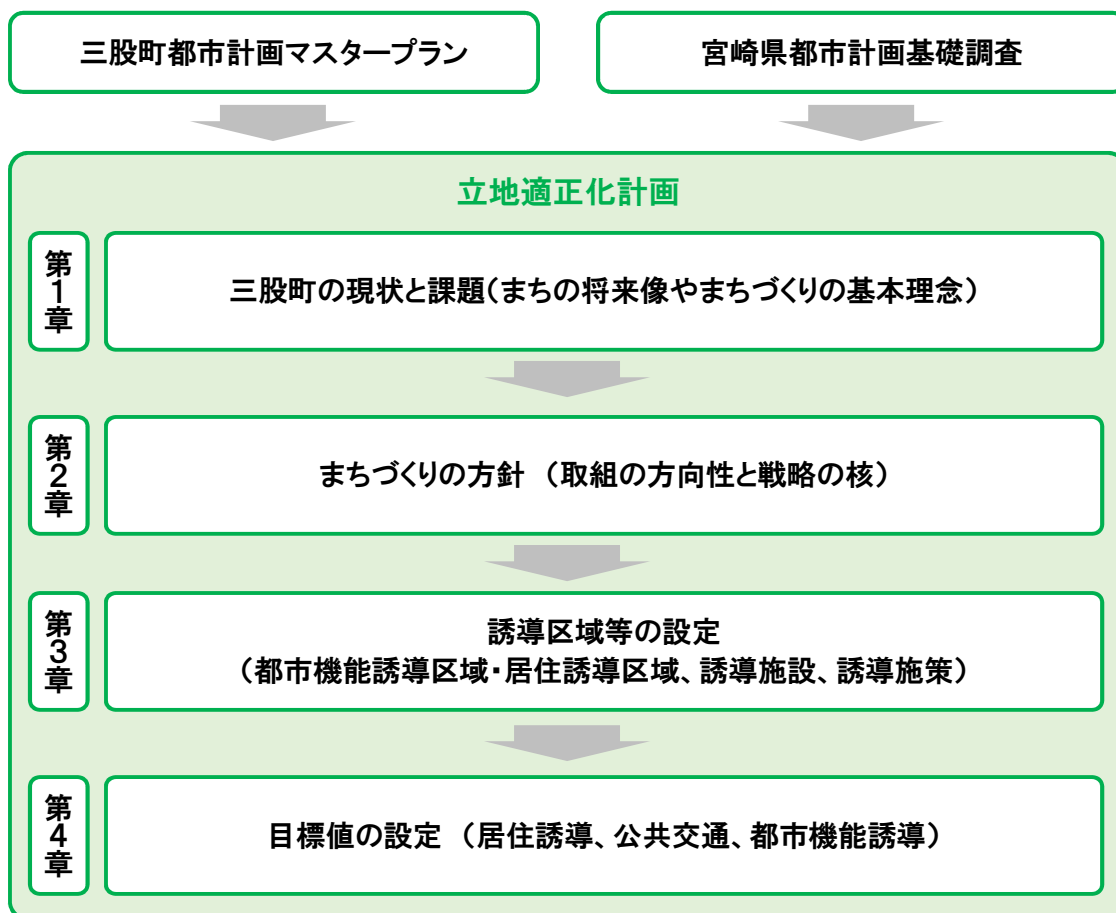 三股町都市計画マスタープラン
宮崎県都市計画基礎調査
立地適正化計画
第1章
三股町の現状と課題（まちの将来像やまちづくりの基本理念）
第2章
まちづくりの方針　（取組の方向性と戦略の核）
第3章
誘導区域等の設定
（都市機能誘導区域・居住誘導区域、誘導施設、誘導施策）
第4章
目標値の設定　（居住誘導、公共交通、都市機能誘導）